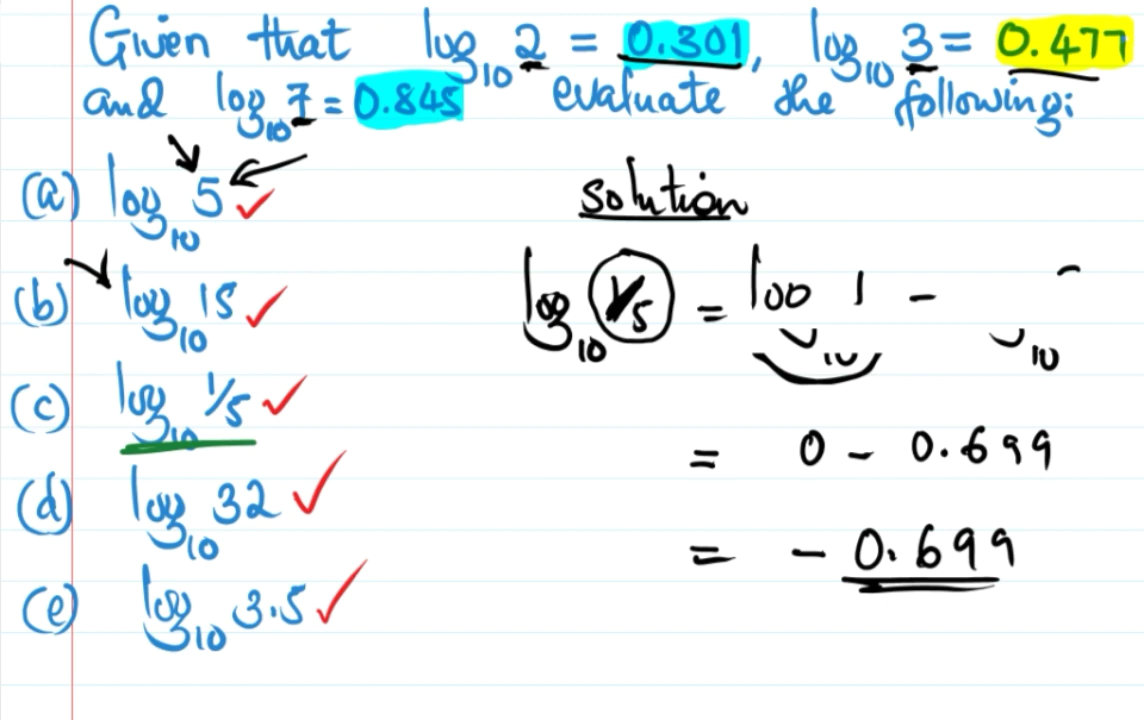 Given that log₁₀ 2 = 0.301, log₁₀ 3 = 0.477
and log₁₀ 7 = 0.845 evaluate the following:
(a) log₁₀ 5 ✓
solution
(b) log₁₀ 15 ✓
log₁₀ 1/5 = log₁₀ 1 - ₁₀
(c) log₁₀ 1/5 ✓
= 0 - 0.699
(d) log₁₀ 32 ✓
= - 0.699
(e) log₁₀ 3.5 ✓